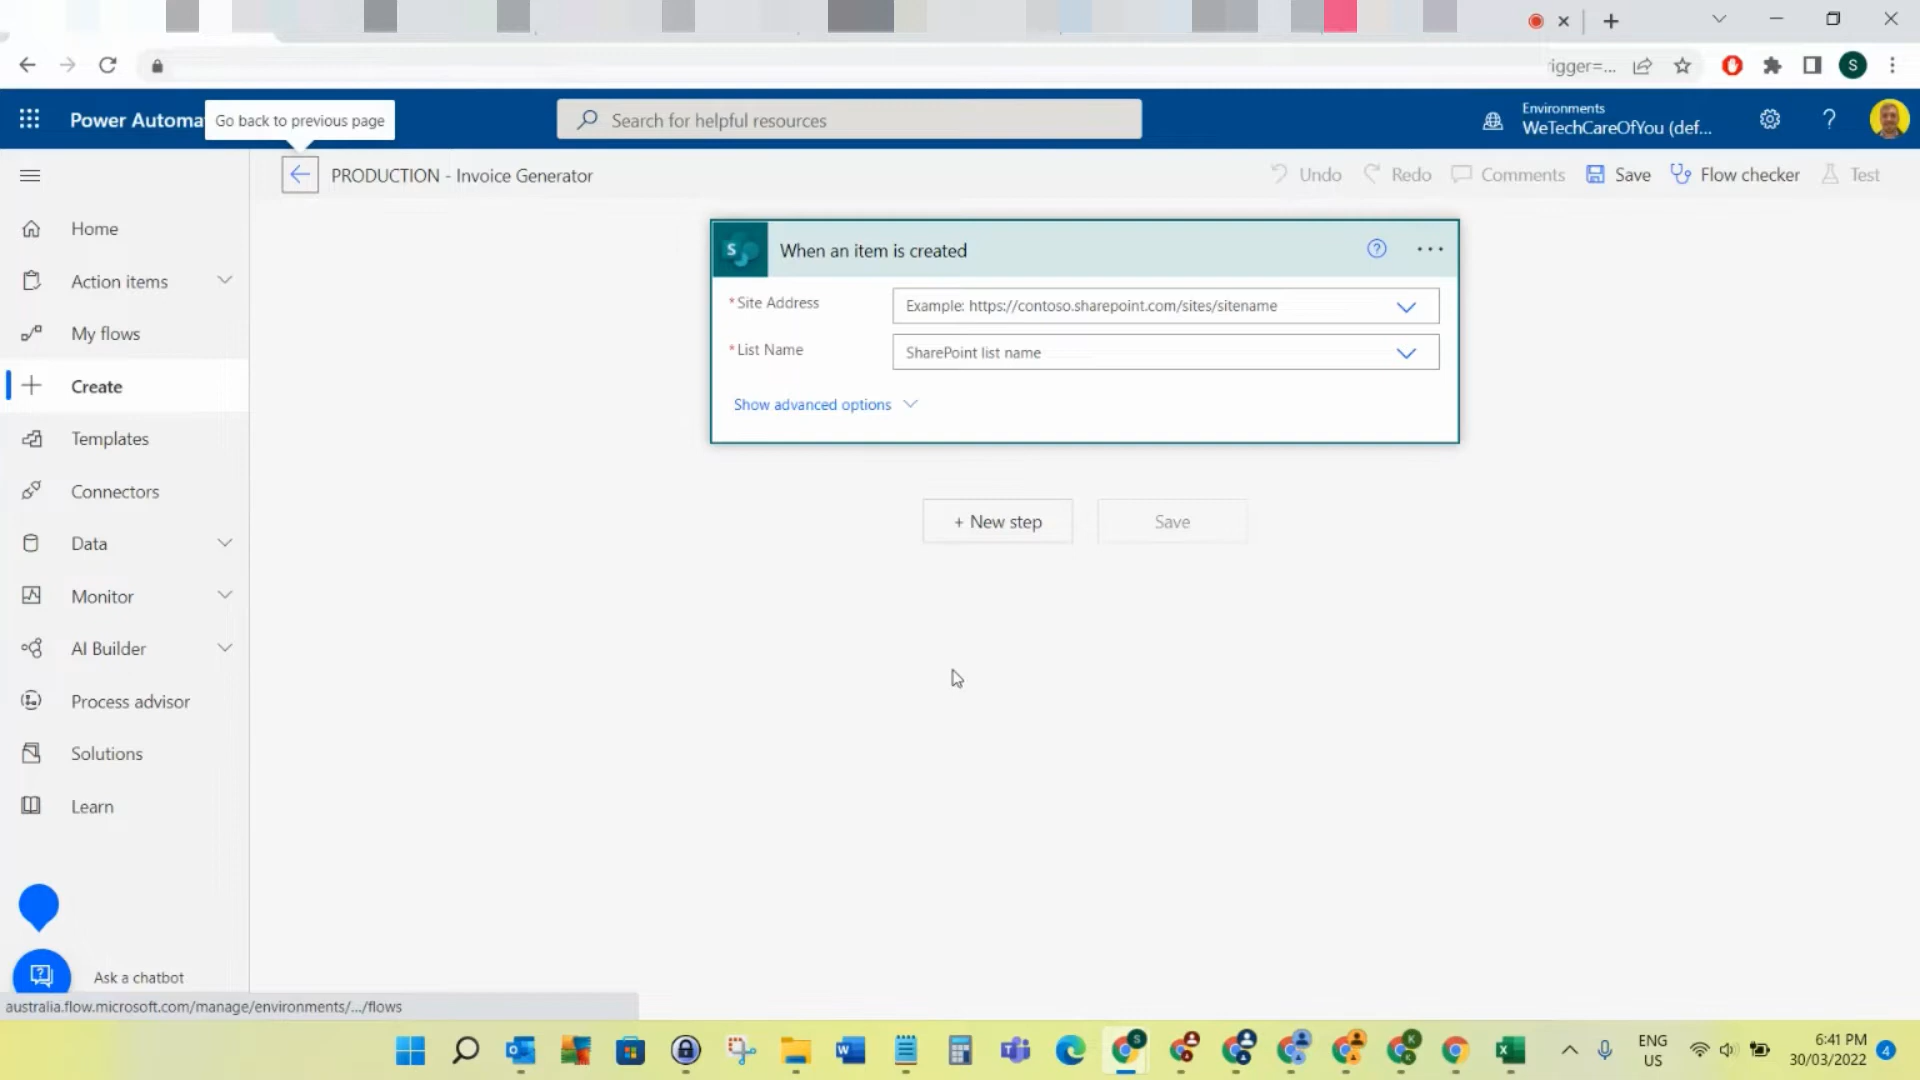 rigger=...
S
Power Automa
Go back to previous page
Search for helpful resources
Environments
WeTechCareOfYou (def...
PRODUCTION - Invoice Generator
Undo
Redo
Comments
Save
Flow checker
Test
Home
Action items
My flows
Create
Templates
Connectors
Data
Monitor
AI Builder
Process advisor
Solutions
Learn
S
When an item is created
* Site Address
Example: https://contoso.sharepoint.com/sites/sitename
* List Name
SharePoint list name
Show advanced options
+ New step
Save
Ask a chatbot
australia.flow.microsoft.com/manage/environments/.../flows
ENG
US
6:41 PM
30/03/2022
4